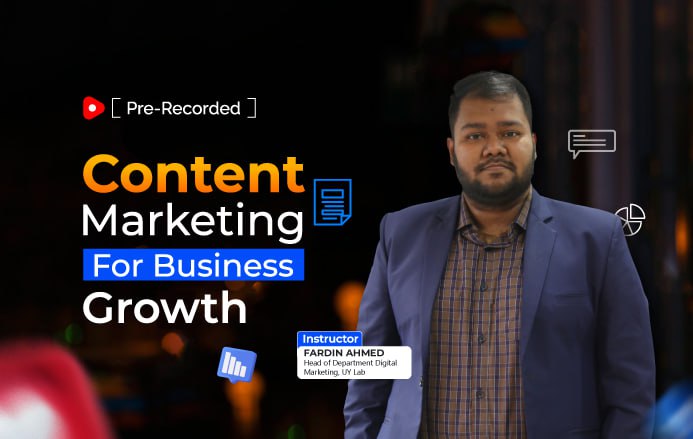 [ Pre-Recorded ]
Content
Marketing
For Business
Growth
Instructor
FARDIN AHMED
Head of Department Digital
Marketing, UY Lab